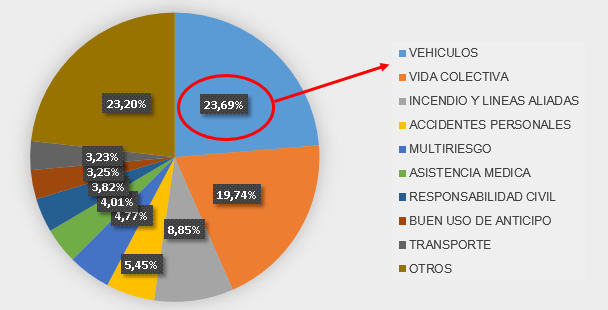 23,20%
23,69%
3,23%
3,25%
3,82%
4,01%
4,77%
5,45%
8,85%
19,74%
VEHICULOS
VIDA COLECTIVA
INCENDIO Y LINEAS ALIADAS
ACCIDENTES PERSONALES
MULTIRIESGO
ASISTENCIA MEDICA
RESPONSABILIDAD CIVIL
BUEN USO DE ANTICIPO
TRANSPORTE
OTROS